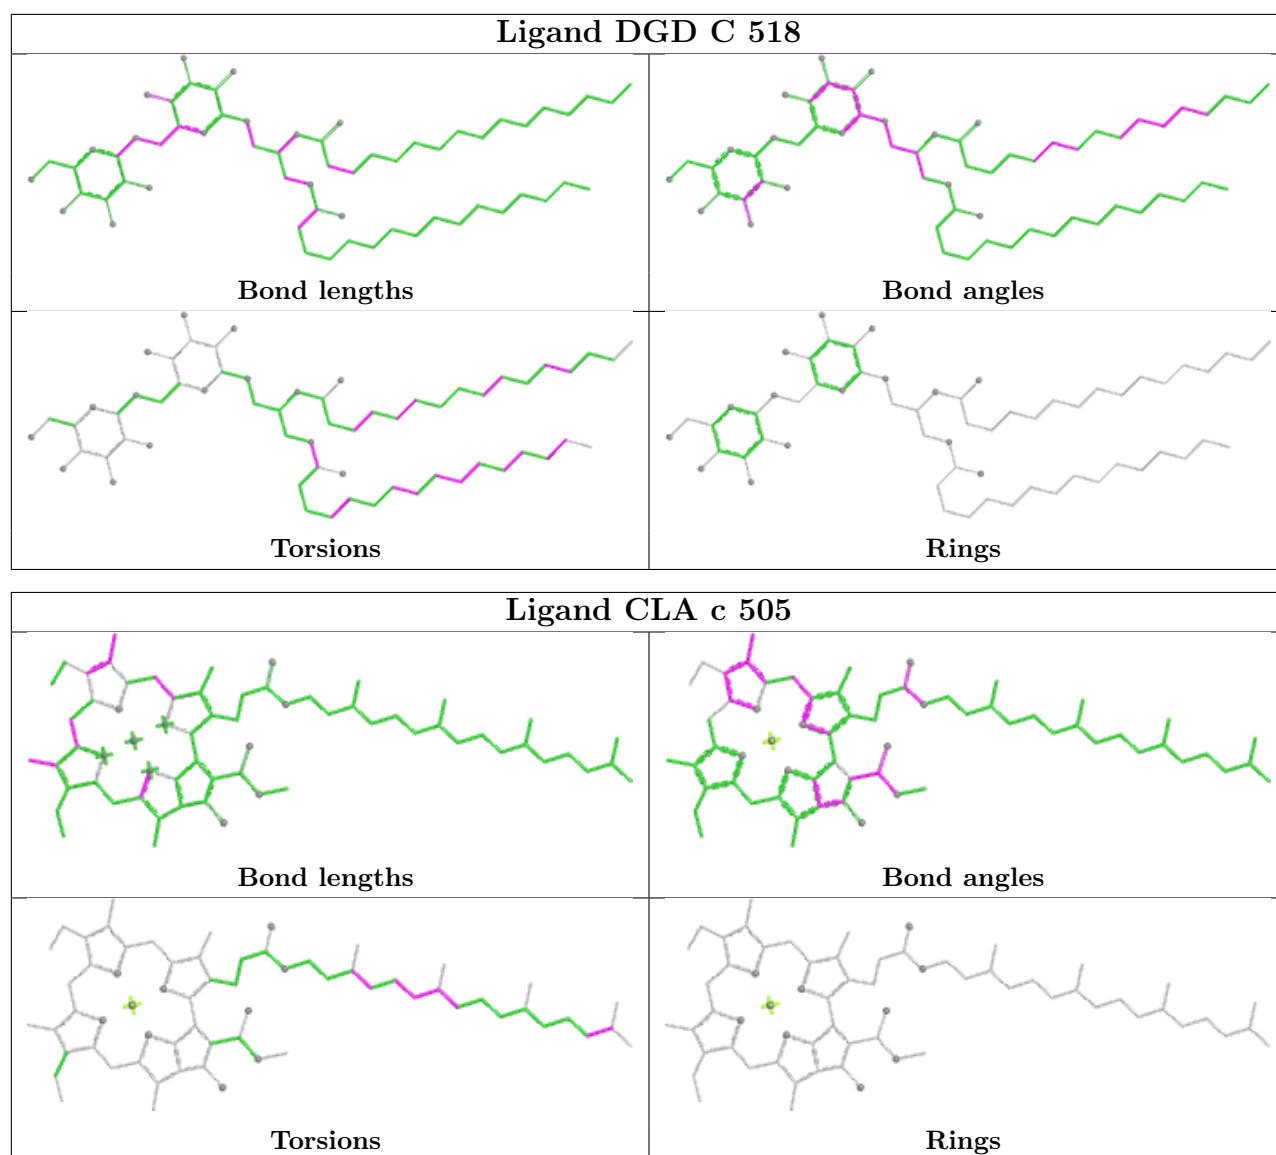 Ligand DGD C 518
Bond lengths
Bond angles
Torsions
Rings
Ligand CLA c 505
Bond lengths
Bond angles
Torsions
Rings